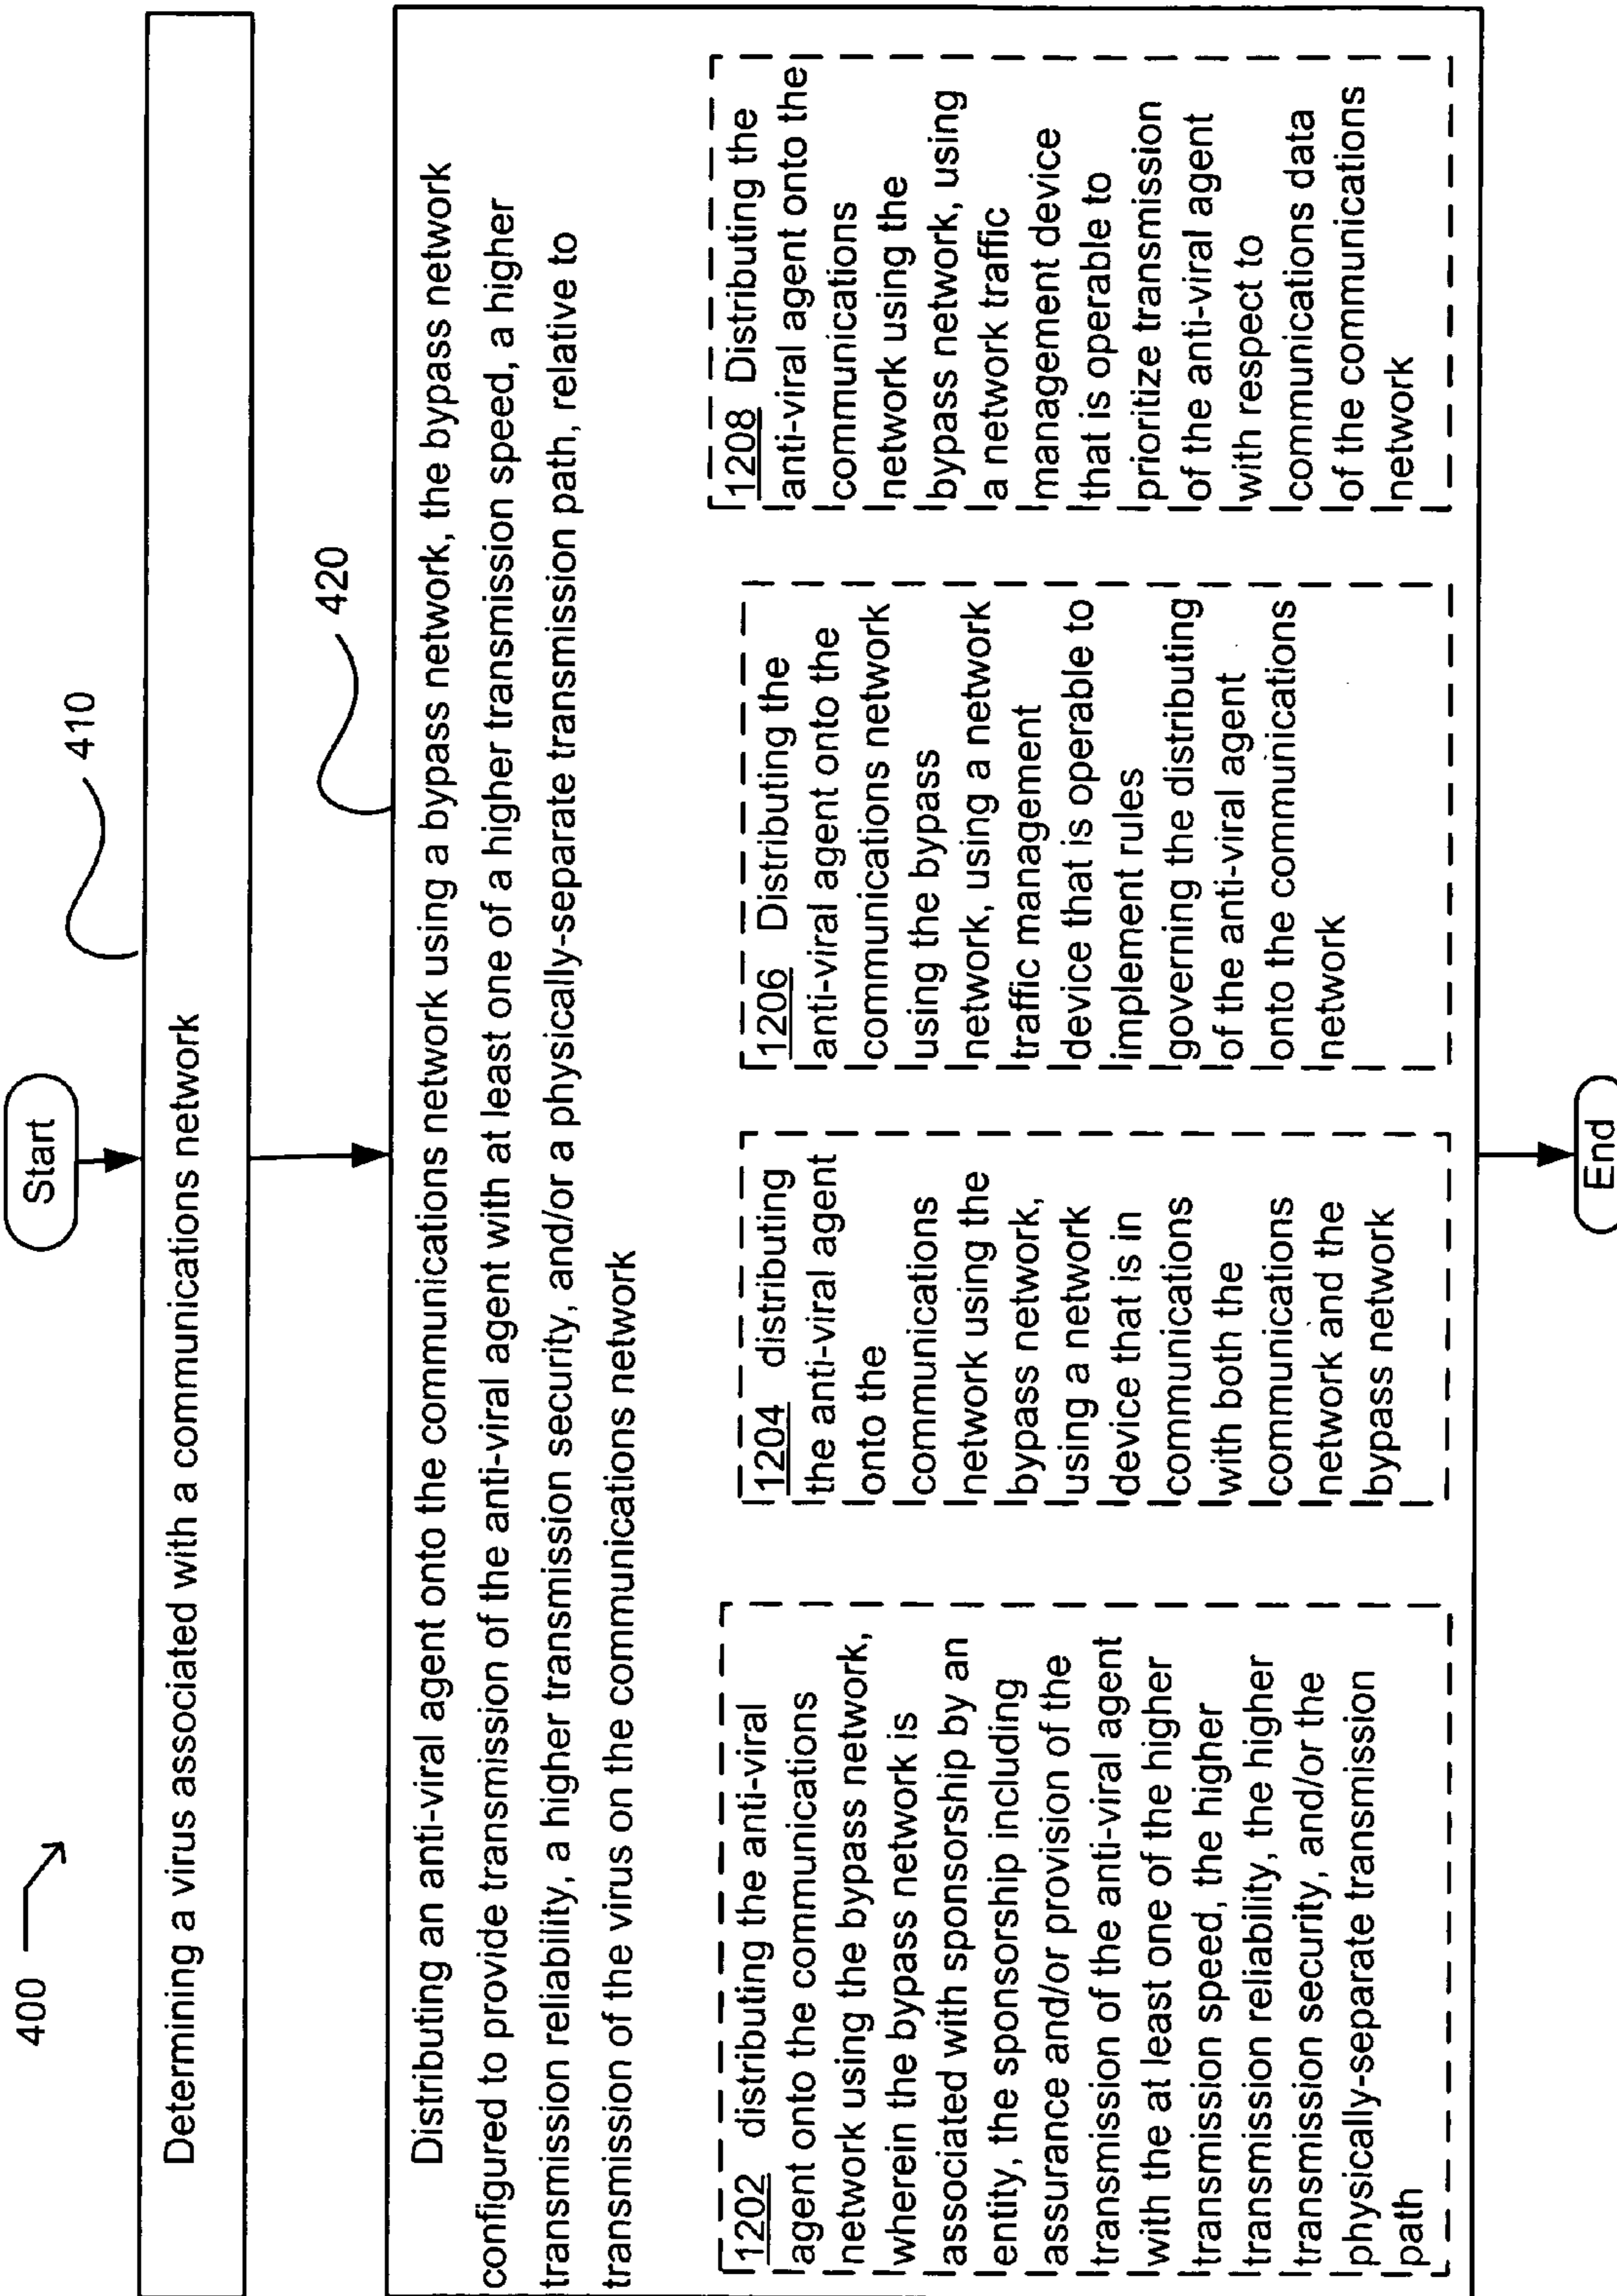 400
Start
410
Determining a virus associated with a communications network
420
Distributing an anti-viral agent onto the communications network using a bypass network, the bypass network
configured to provide transmission of the anti-viral agent with at least one of a higher transmission speed, a higher
transmission reliability, a higher transmission security, and/or a physically-separate transmission path, relative to
transmission of the virus on the communications network
1202 distributing the anti-viral
agent onto the communications
network using the bypass network,
wherein the bypass network is
associated with sponsorship by an
entity, the sponsorship including
assurance and/or provision of the
transmission of the anti-viral agent
with the at least one of the higher
transmission speed, the higher
transmission reliability, the higher
transmission security, and/or the
physically-separate transmission
path
1204 distributing
the anti-viral agent
onto the
communications
network using the
bypass network,
using a network
device that is in
communications
with both the
communications
network and the
bypass network
1206 Distributing the
anti-viral agent onto the
communications network
using the bypass
network, using a network
traffic management
device that is operable to
implement rules
governing the distributing
of the anti-viral agent
onto the communications
network
1208 Distributing the
anti-viral agent onto the
communications
network using the
bypass network, using
a network traffic
management device
that is operable to
prioritize transmission
of the anti-viral agent
with respect to
communications data
of the communications
network
End